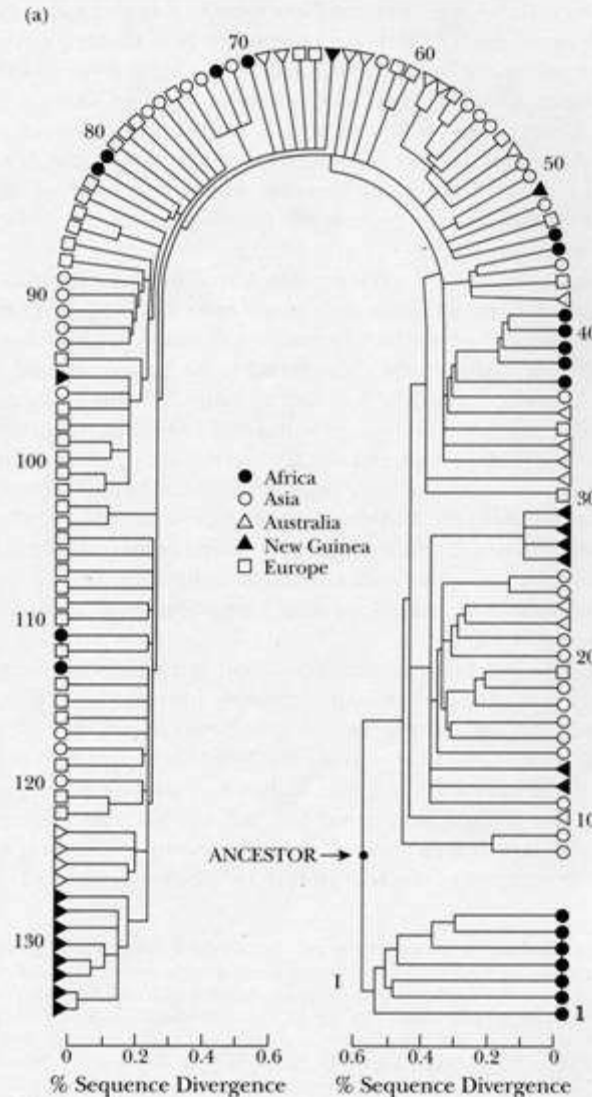 (a)
70
60
80
50
90
40
100
30
Africa
Asia
Australia
New Guinea
Europe
110
20
120
10
ANCESTOR
130
I
1
0 0.2 0.4 0.6
0.6 0.4 0.2 0
% Sequence Divergence
% Sequence Divergence